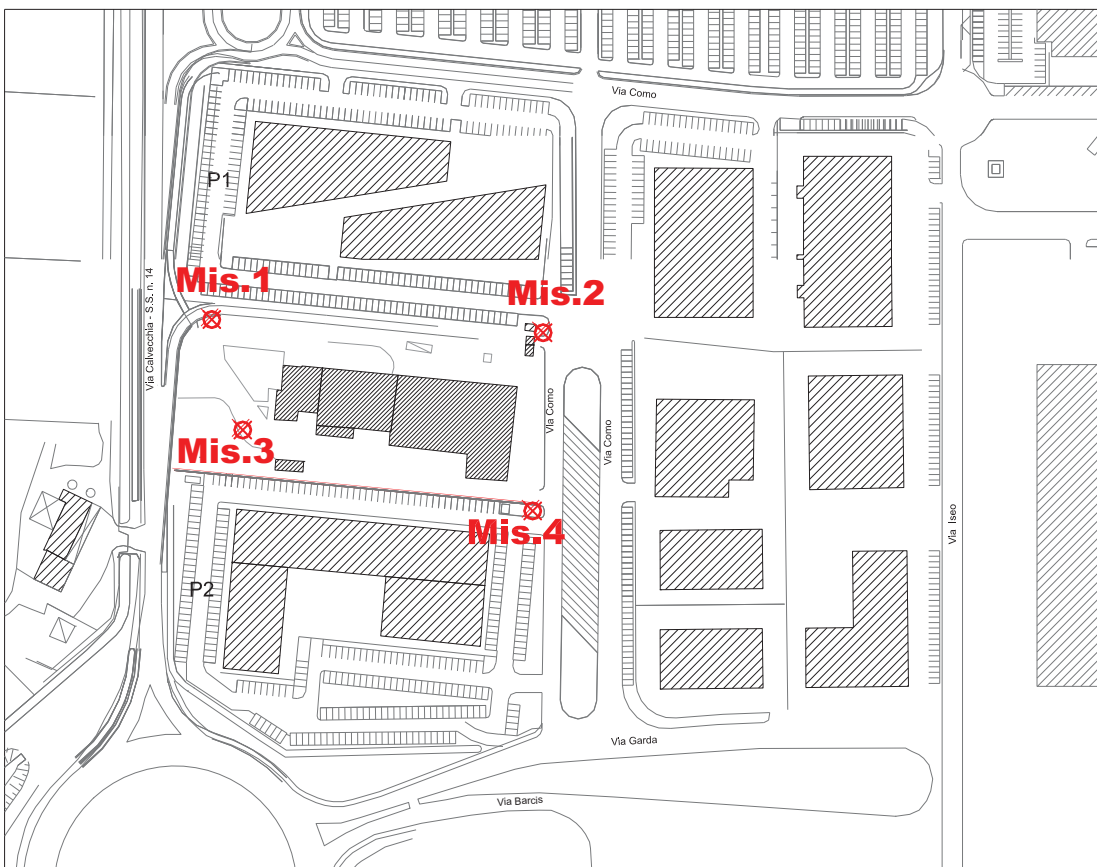 Via Como
P1
Mis.1
Mis.2
Via Calvecchia - S.S. n. 14
VIa Como
Via Como
Mis.3
Mis.4
Via Iseo
P2
Via Garda
Via Barcis